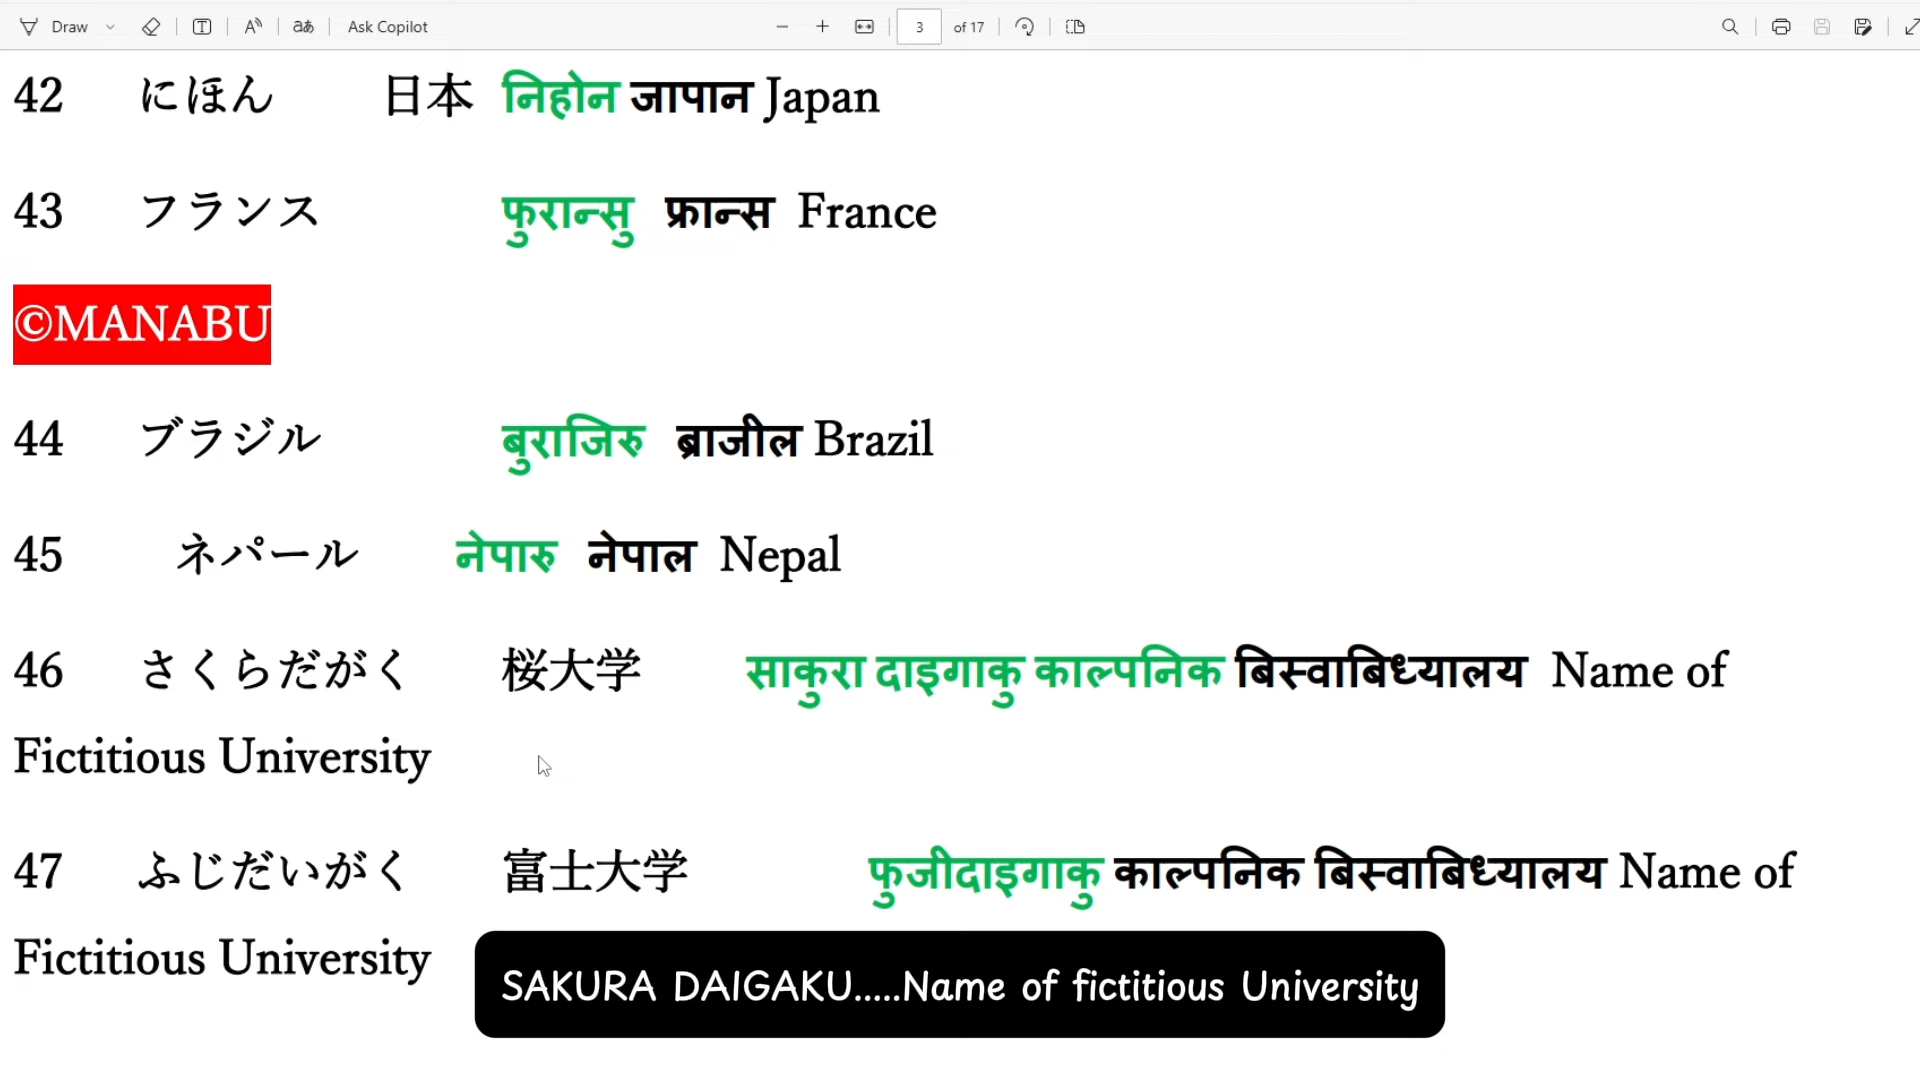 Draw Ask Copilot 3 of 17
42 にほん 日本 निहोन जापान Japan
43 フランス फुरान्सु फ्रान्स France
©MANABU
44 ブラジル बुराजिरु ब्राजील Brazil
45 ネパール नेपारु नेपाल Nepal
46 さくらだがく 桜大学 साकुरा दाइगाकु काल्पनिक बिस्वाबिध्यालय Name of
Fictitious University
47 ふじだいがく 富士大学 फुजीदाइगाकु काल्पनिक बिस्वाबिध्यालय Name of
Fictitious University
SAKURA DAIGAKU.....Name of fictitious University